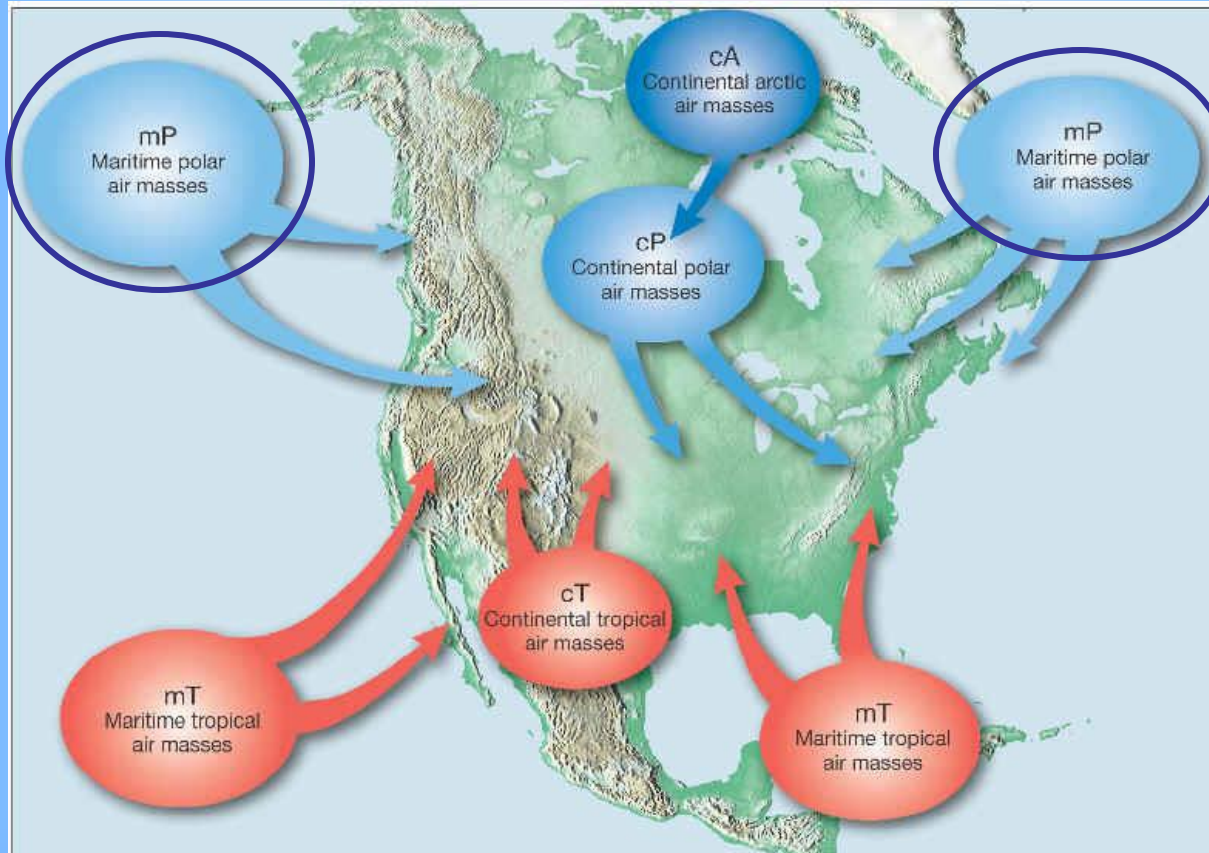 cA
Continental arctic
air masses
mP
Maritime polar
air masses
mP
Maritime polar
air masses
cP
Continental polar
air masses
cT
Continental tropical
air masses
mT
Maritime tropical
air masses
mT
Maritime tropical
air masses